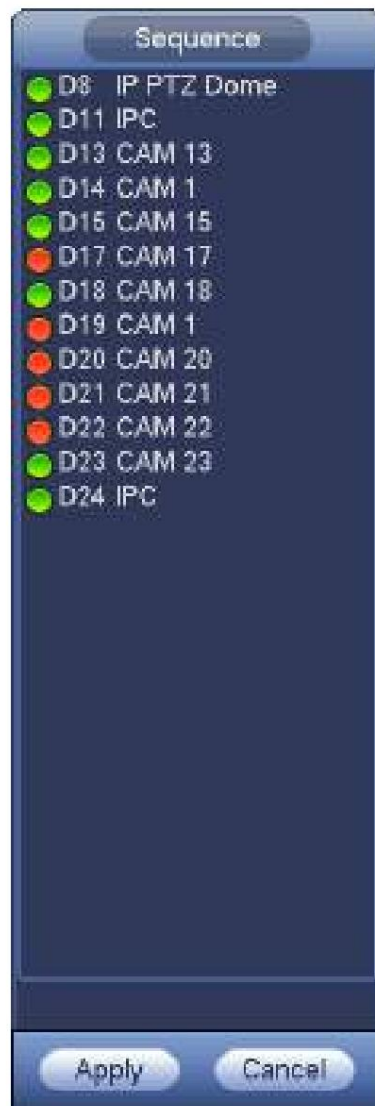 Sequence
D8 IP PTZ Dome
D11 IPC
D13 CAM 13
D14 CAM 1
D15 CAM 15
D17 CAM 17
D18 CAM 18
D19 CAM 1
D20 CAM 20
D21 CAM 21
D22 CAM 22
D23 CAM 23
D24 IPC
Apply Cancel